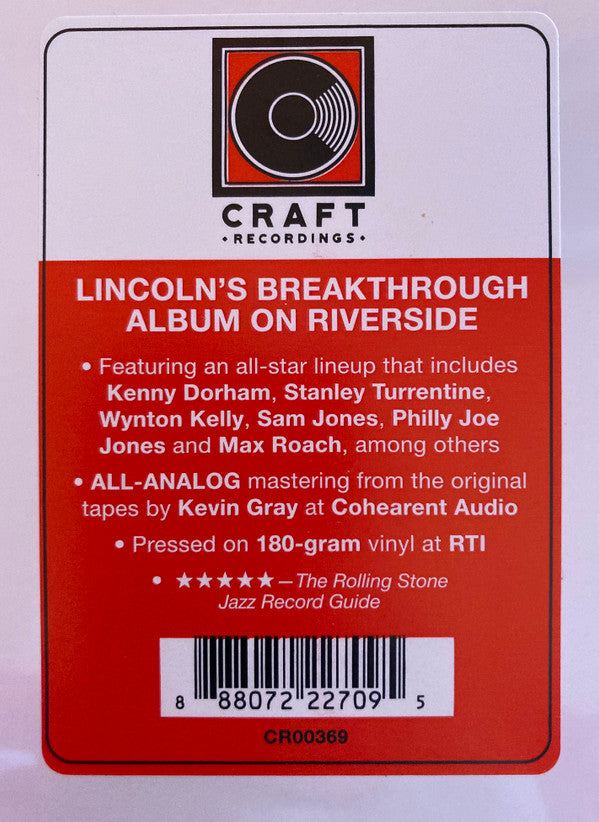 CRAFT
• RECORDINGS •
LINCOLN'S BREAKTHROUGH
ALBUM ON RIVERSIDE
• Featuring an all-star lineup that includes
Kenny Dorham, Stanley Turrentine,
Wynton Kelly, Sam Jones, Philly Joe
Jones and Max Roach, among others
• ALL-ANALOG mastering from the original
tapes by Kevin Gray at Cohearent Audio
• Pressed on 180-gram vinyl at RTI
• ★★★★★—The Rolling Stone
Jazz Record Guide
8 88072 22709 5
CR00369